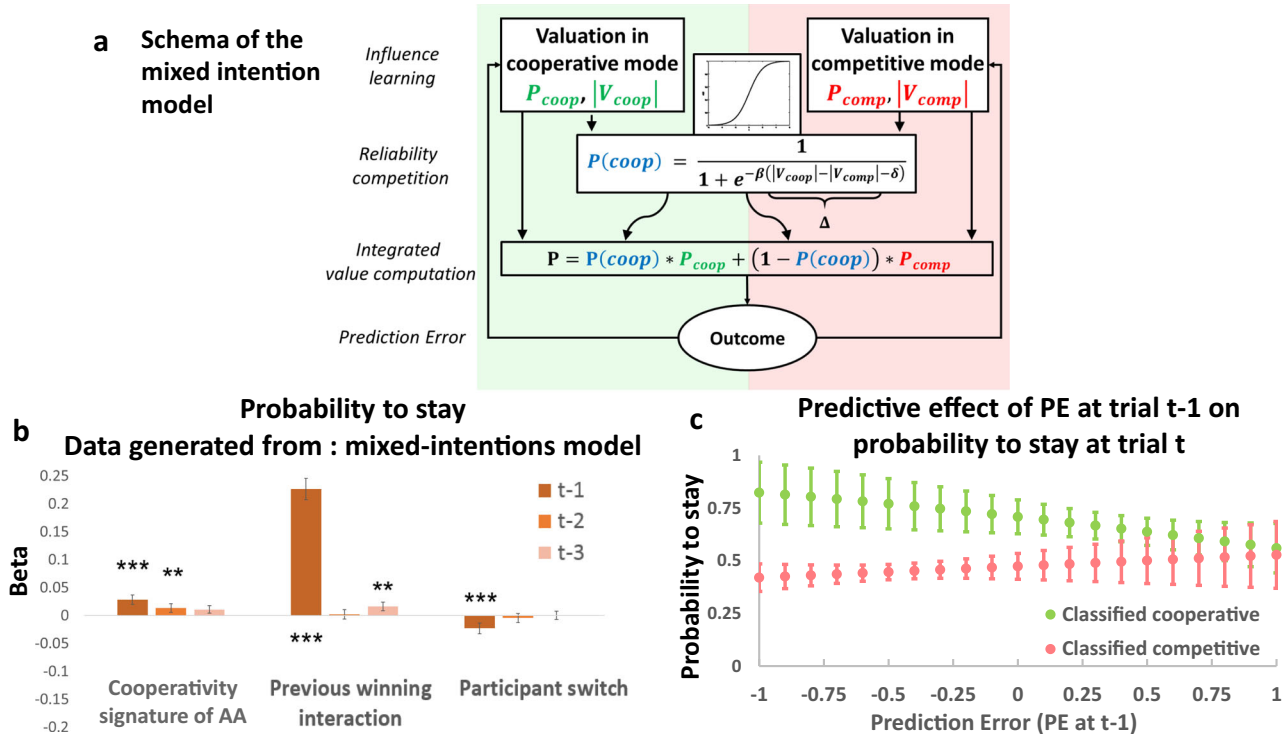 a
Schema of the
mixed intention
model
Influence
learning
Valuation in
cooperative mode
P_coop, |V_coop|
Valuation in
competitive mode
P_comp, |V_comp|
Reliability
competition
P(coop) = 1 / (1 + e^{-β(|V_coop|-|V_comp|-δ)})
Δ
Integrated
value computation
P = P(coop) * P_coop + (1 - P(coop)) * P_comp
Prediction Error
Outcome
b
Probability to stay
Data generated from : mixed-intentions model
Beta
0.25
0.2
0.15
0.1
0.05
0
-0.05
-0.1
-0.15
-0.2
t-1
t-2
t-3
*** **
*** **
***
Cooperativity
signature of AA
Previous winning
interaction
Participant switch
c
Predictive effect of PE at trial t-1 on
probability to stay at trial t
Probability to stay
1
0.75
0.5
0.25
0
Classified cooperative
Classified competitive
-1 -0.75 -0.5 -0.25 0 0.25 0.5 0.75 1
Prediction Error (PE at t-1)